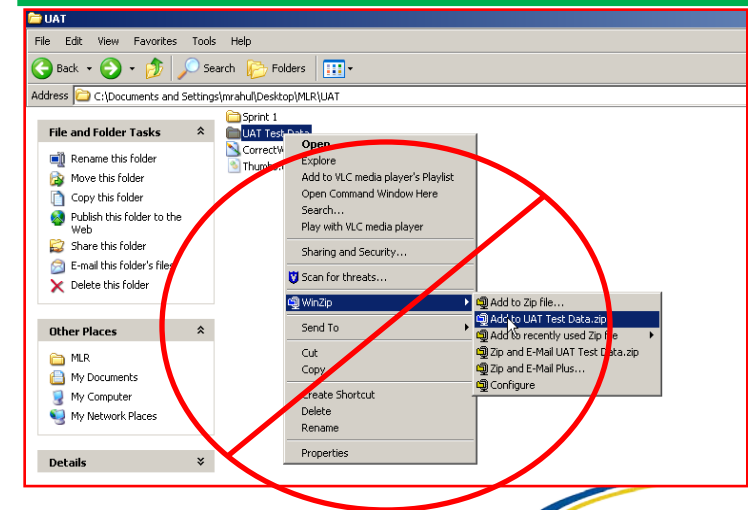 UAT
File Edit View Favorites Tools Help
Back Search Folders
Address C:\Documents and Settings\mrahul\Desktop\MLR\UAT
File and Folder Tasks
Rename this folder
Move this folder
Copy this folder
Publish this folder to the
Web
Share this folder
E-mail this folder's files
Delete this folder
Other Places
MLR
My Documents
My Computer
My Network Places
Details
Sprint 1
UAT Test Data
Open
Explore
Add to VLC media player's Playlist
Open Command Window Here
Search...
Play with VLC media player
Sharing and Security...
Scan for threats...
WinZip
Send To
Cut
Copy
Create Shortcut
Delete
Rename
Properties
Add to Zip file...
Add to UAT Test Data.zip
Add to recently used Zip file
Zip and E-Mail UAT Test Data.zip
Zip and E-Mail Plus...
Configure